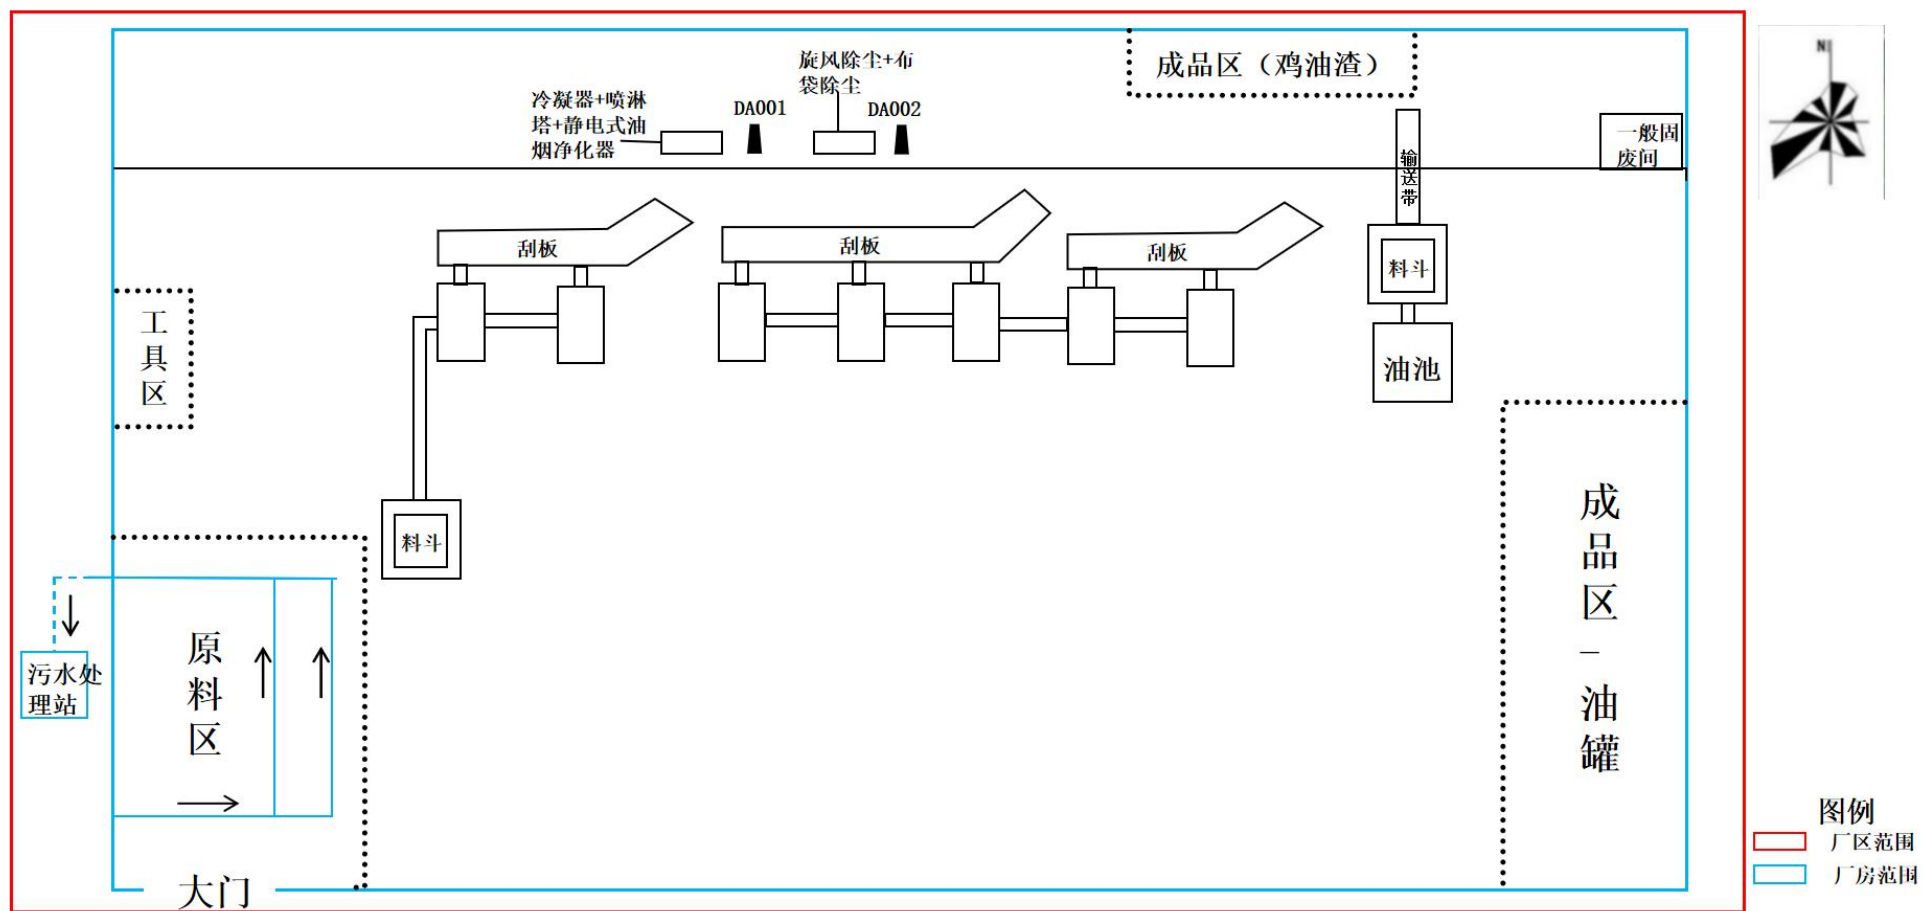 旋风除尘+布
袋除尘
成品区（鸡油渣）
N
冷凝器+喷淋
塔+静电式油
烟净化器
DA001
DA002
一般固
废间
输送带
刮板
刮板
刮板
料斗
工具区
油池
料斗
成品区–油罐
原料区
污水处
理站
大门
图例
厂区范围
厂房范围